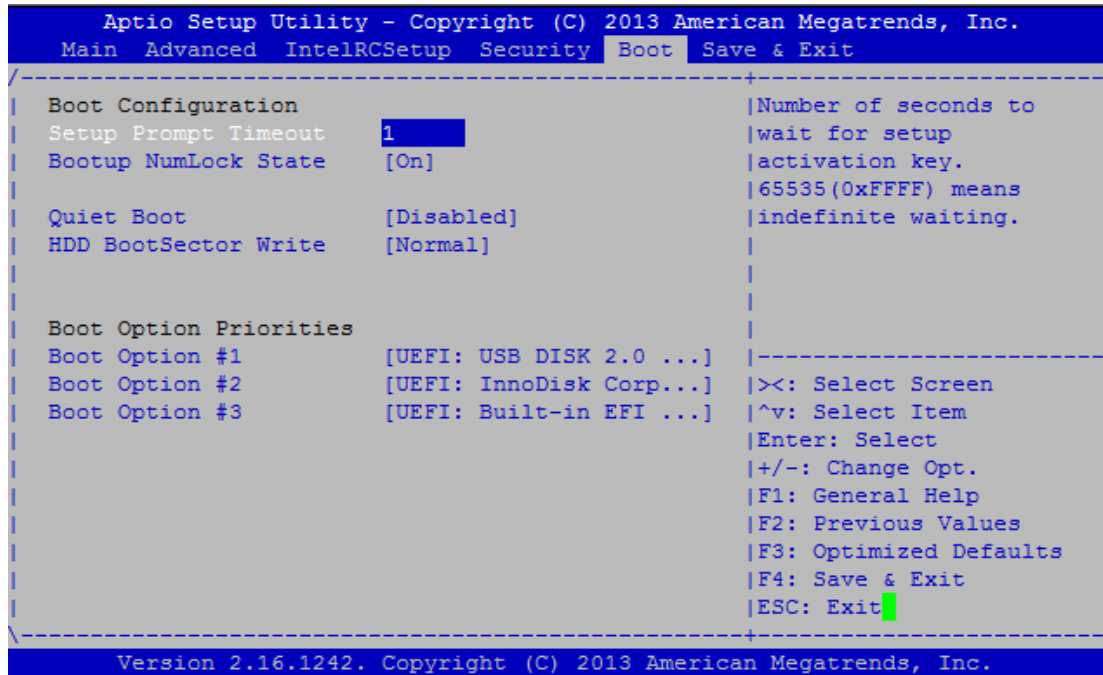 Aptio Setup Utility - Copyright (C) 2013 American Megatrends, Inc.
Main Advanced IntelRCSetup Security Boot Save & Exit
Boot Configuration
Setup Prompt Timeout 1
Bootup NumLock State [On]
Quiet Boot [Disabled]
HDD BootSector Write [Normal]
Boot Option Priorities
Boot Option #1 [UEFI: USB DISK 2.0 ...]
Boot Option #2 [UEFI: InnoDisk Corp...]
Boot Option #3 [UEFI: Built-in EFI ...]
Number of seconds to
wait for setup
activation key.
65535(0xFFFF) means
indefinite waiting.
><: Select Screen
^v: Select Item
Enter: Select
+/-: Change Opt.
F1: General Help
F2: Previous Values
F3: Optimized Defaults
F4: Save & Exit
ESC: Exit
Version 2.16.1242. Copyright (C) 2013 American Megatrends, Inc.